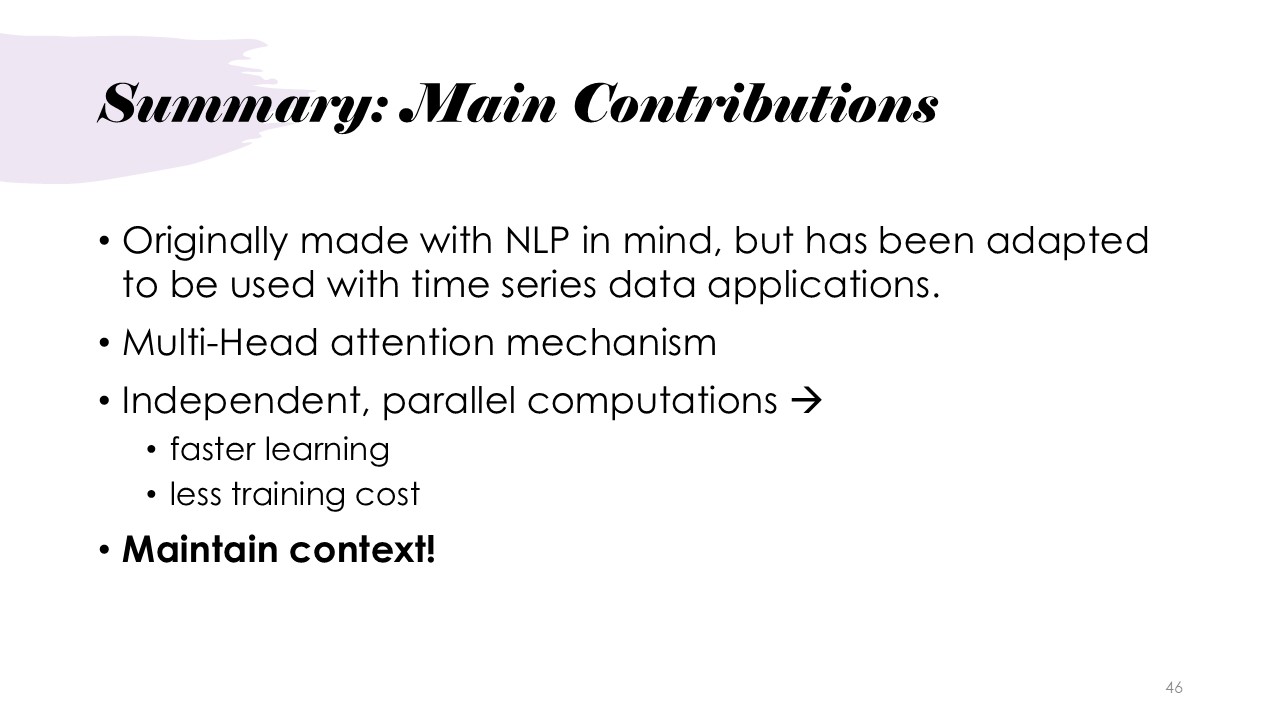 Summary: Main Contributions
• Originally made with NLP in mind, but has been adapted
to be used with time series data applications.
• Multi-Head attention mechanism
• Independent, parallel computations →
• faster learning
• less training cost
• Maintain context!
46